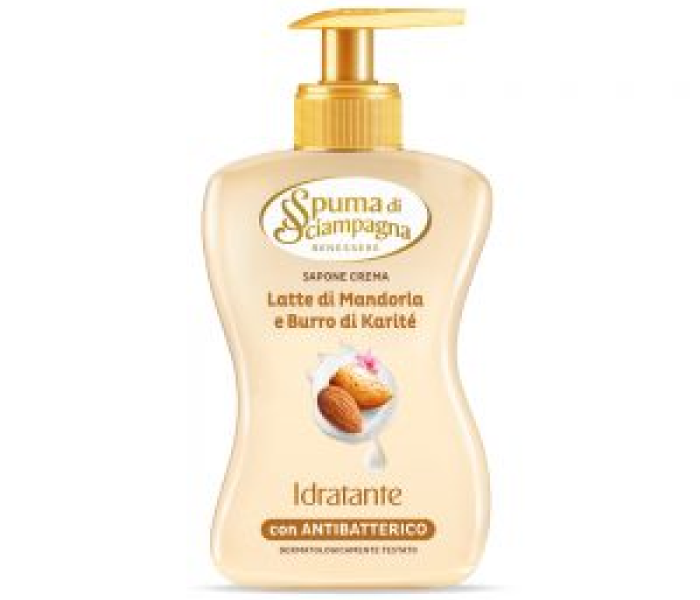 Spuma di
Sciampagna
BENESSERE
SAPONE CREMA
Latte di Mandorla
e Burro di Karité
Idratante
con ANTIBATTERICO
DERMATOLOGICAMENTE TESTATO